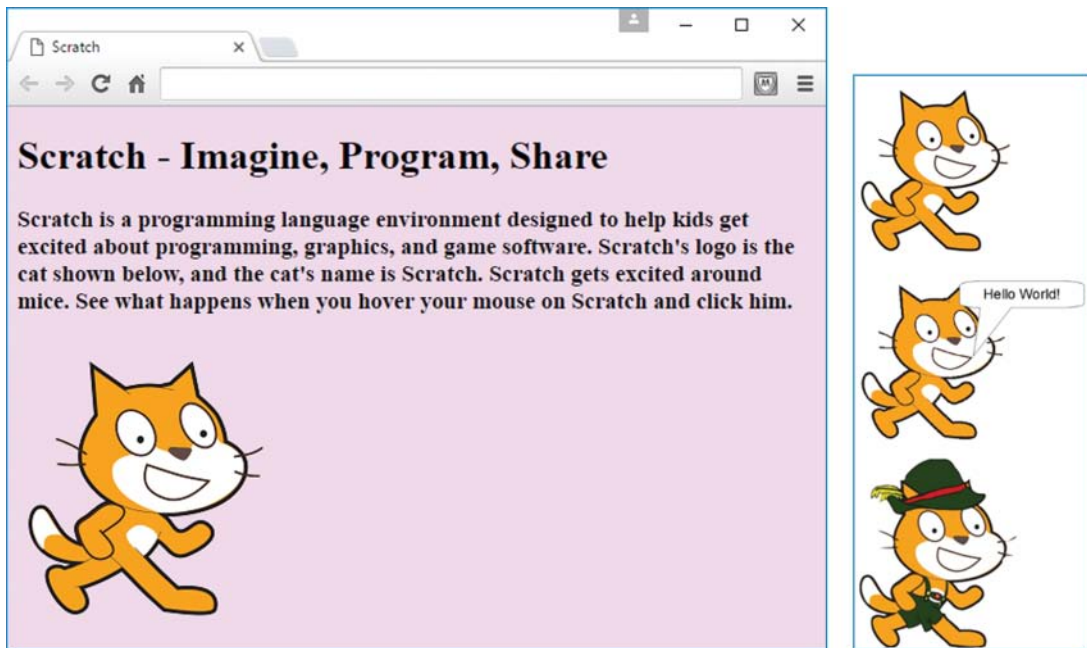 Scratch
Scratch - Imagine, Program, Share
Scratch is a programming language environment designed to help kids get
excited about programming, graphics, and game software. Scratch's logo is the
cat shown below, and the cat's name is Scratch. Scratch gets excited around
mice. See what happens when you hover your mouse on Scratch and click him.
Hello World!